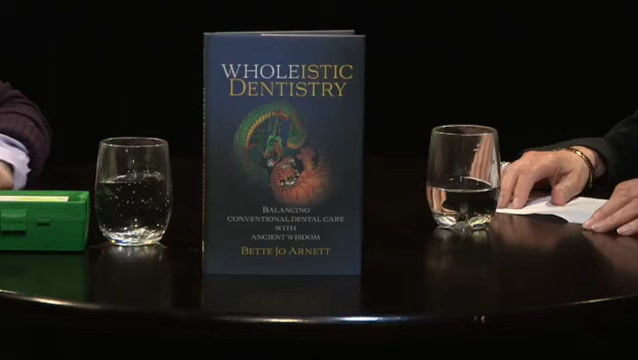 WHOLEISTIC
DENTISTRY
BALANCING
CONVENTIONAL DENTAL CARE
WITH
ANCIENT WISDOM
BETTE JO ARNETT